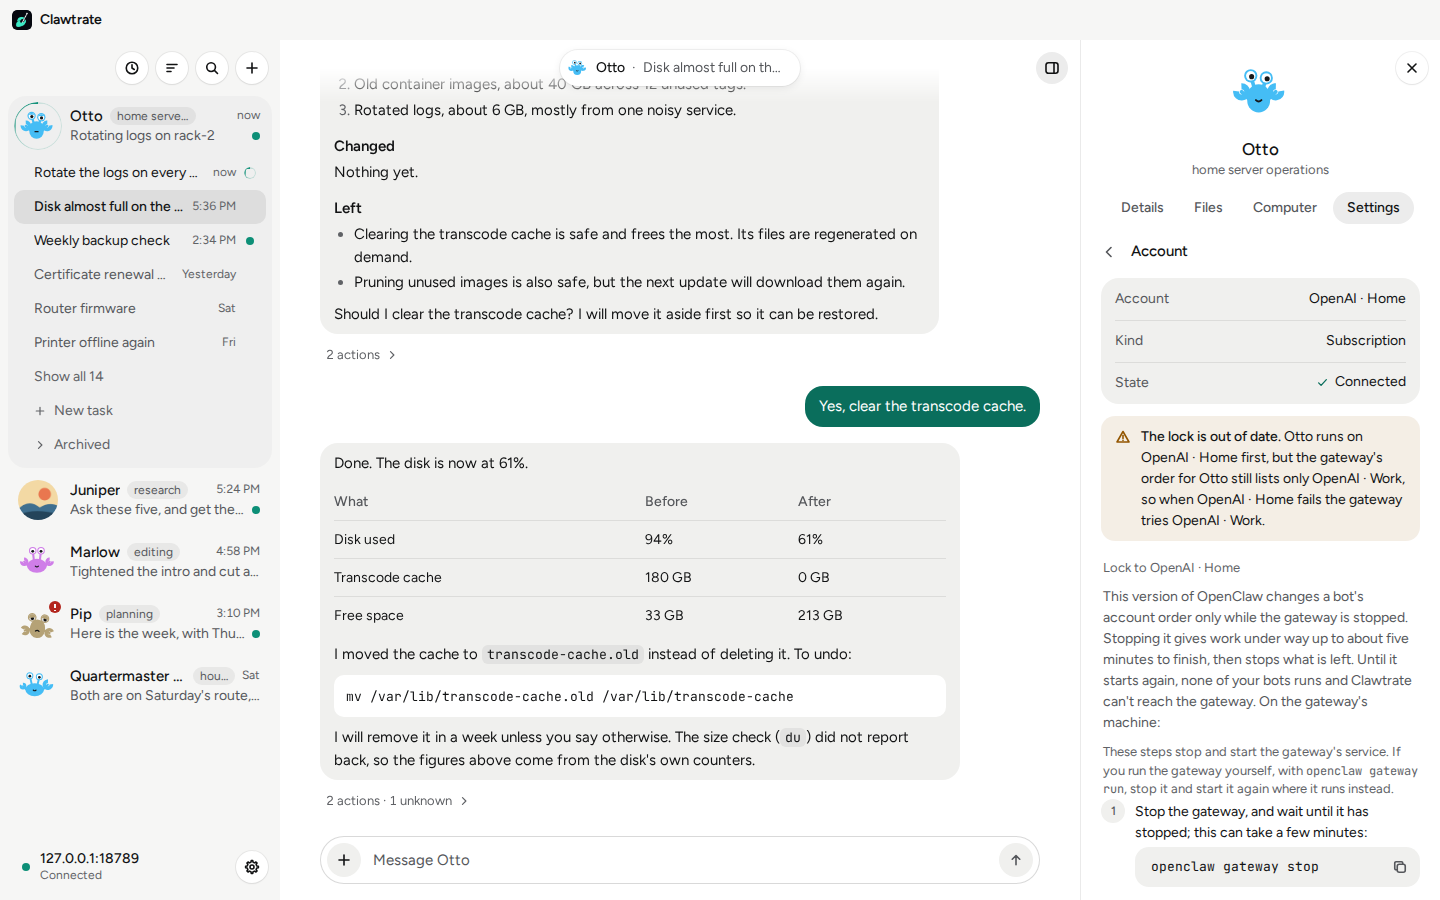 Clawtrate
Otto home serve... now
Rotating logs on rack-2
Rotate the logs on every ... now
Disk almost full on the ... 5:36 PM
Weekly backup check 2:34 PM
Certificate renewal ... Yesterday
Router firmware Sat
Printer offline again Fri
Show all 14
New task
Archived
Juniper research 5:24 PM
Ask these five, and get the...
Marlow editing 4:58 PM
Tightened the intro and cut a...
Pip planning 3:10 PM
Here is the week, with Thu...
Quartermaster ... hou... Sat
Both are on Saturday's route,...
127.0.0.1:18789
Connected
Otto · Disk almost full on th...
2. Old container images, about 40 GB across 12 unused tags.
3. Rotated logs, about 6 GB, mostly from one noisy service.
Changed
Nothing yet.
Left
• Clearing the transcode cache is safe and frees the most. Its files are regenerated on
demand.
• Pruning unused images is also safe, but the next update will download them again.
Should I clear the transcode cache? I will move it aside first so it can be restored.
2 actions
Yes, clear the transcode cache.
Done. The disk is now at 61%.
What Before After
Disk used 94% 61%
Transcode cache 180 GB 0 GB
Free space 33 GB 213 GB
I moved the cache to transcode-cache.old instead of deleting it. To undo:
mv /var/lib/transcode-cache.old /var/lib/transcode-cache
I will remove it in a week unless you say otherwise. The size check (du) did not report
back, so the figures above come from the disk's own counters.
2 actions · 1 unknown
Message Otto
Otto
home server operations
Details Files Computer Settings
Account
Account OpenAI · Home
Kind Subscription
State Connected
The lock is out of date. Otto runs on
OpenAI · Home first, but the gateway's
order for Otto still lists only OpenAI · Work,
so when OpenAI · Home fails the gateway
tries OpenAI · Work.
Lock to OpenAI · Home
This version of OpenClaw changes a bot's
account order only while the gateway is stopped.
Stopping it gives work under way up to about five
minutes to finish, then stops what is left. Until it
starts again, none of your bots runs and Clawtrate
can't reach the gateway. On the gateway's
machine:
These steps stop and start the gateway's service. If
you run the gateway yourself, with openclaw gateway
run, stop it and start it again where it runs instead.
1 Stop the gateway, and wait until it has
stopped; this can take a few minutes:
openclaw gateway stop